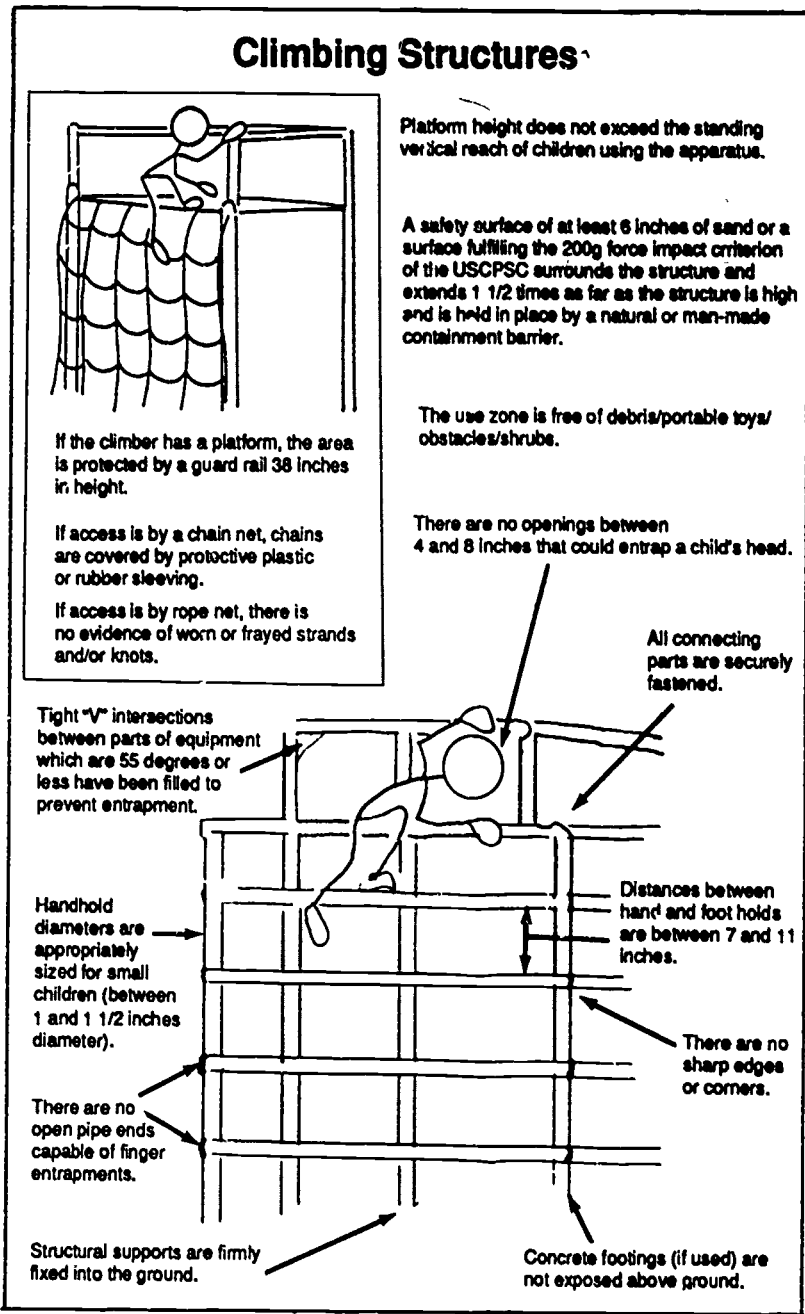 Climbing Structures
Platform height does not exceed the standing
vertical reach of children using the apparatus.
A safety surface of at least 6 inches of sand or a
surface fulfilling the 200g force impact criterion
of the USCPSC surrounds the structure and
extends 1 1/2 times as far as the structure is high
and is held in place by a natural or man-made
containment barrier.
The use zone is free of debris/portable toys/
obstacles/shrubs.
If the climber has a platform, the area
is protected by a guard rail 38 inches
in height.
If access is by a chain net, chains
are covered by protective plastic
or rubber sleeving.
If access is by rope net, there is
no evidence of worn or frayed strands
and/or knots.
There are no openings between
4 and 8 inches that could entrap a child's head.
All connecting
parts are securely
fastened.
Tight "V" intersections
between parts of equipment
which are 55 degrees or
less have been filled to
prevent entrapment.
Handhold
diameters are
appropriately
sized for small
children (between
1 and 1 1/2 inches
diameter).
Distances between
hand and foot holds
are between 7 and 11
inches.
There are no
sharp edges
or corners.
There are no
open pipe ends
capable of finger
entrapments.
Structural supports are firmly
fixed into the ground.
Concrete footings (if used) are
not exposed above ground.